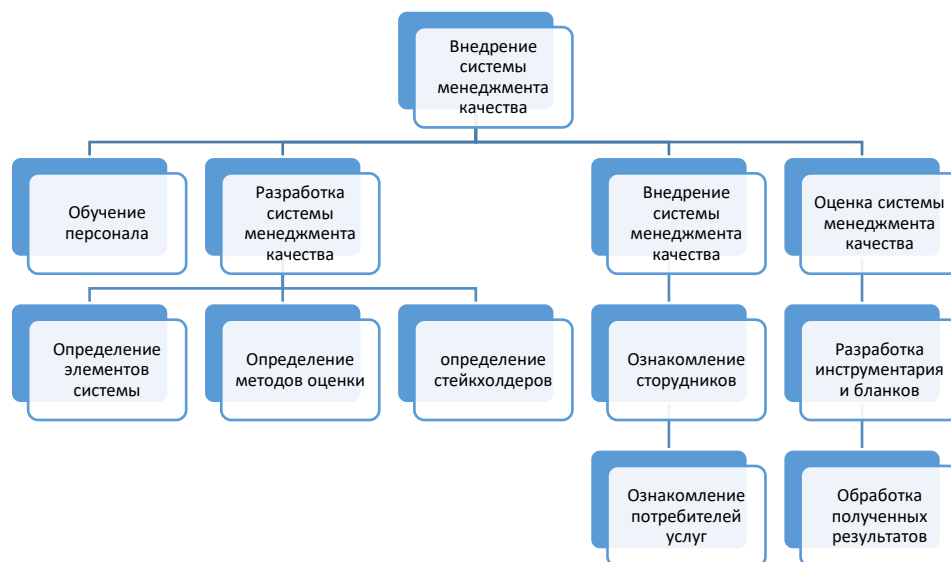 Внедрение
системы
менеджмента
качества
Обучение
персонала
Разработка
системы
менеджмента
качества
Внедрение
системы
менеджмента
качества
Оценка системы
менеджмента
качества
Определение
элементов
системы
Определение
методов оценки
определение
стейкхолдеров
Ознакомление
сторудников
Разработка
инструментария
и бланков
Ознакомление
потребителей
услуг
Обработка
полученных
результатов